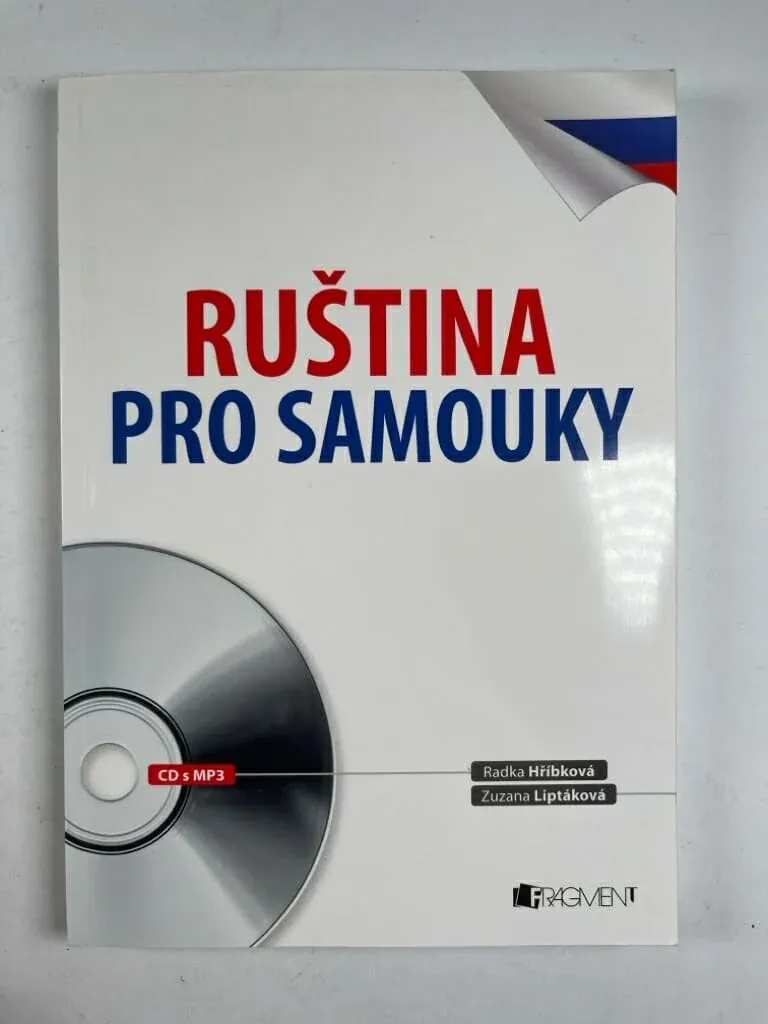 RUŠTINA
PRO SAMOUKY
CD s MP3
Radka Hříbková
Zuzana Liptáková
FRAGMENT